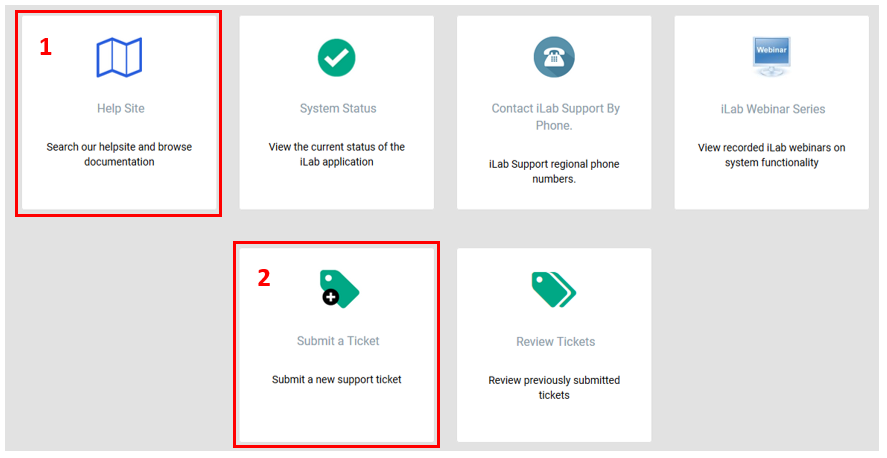 1
Help Site
Search our helpsite and browse
documentation
System Status
View the current status of the
iLab application
Contact iLab Support By
Phone.
iLab Support regional phone
numbers.
Webinar
iLab Webinar Series
View recorded iLab webinars on
system functionality
2
Submit a Ticket
Submit a new support ticket
Review Tickets
Review previously submitted
tickets